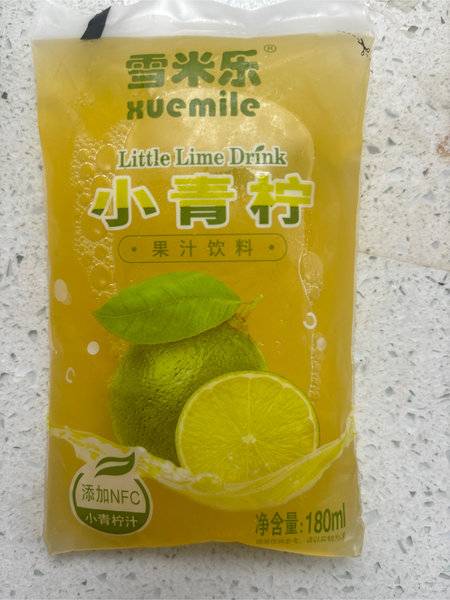 雪米乐®
xuemile
Little Lime Drink
小青柠
·果汁饮料·
添加NFC
小青柠汁
净含量:180ml